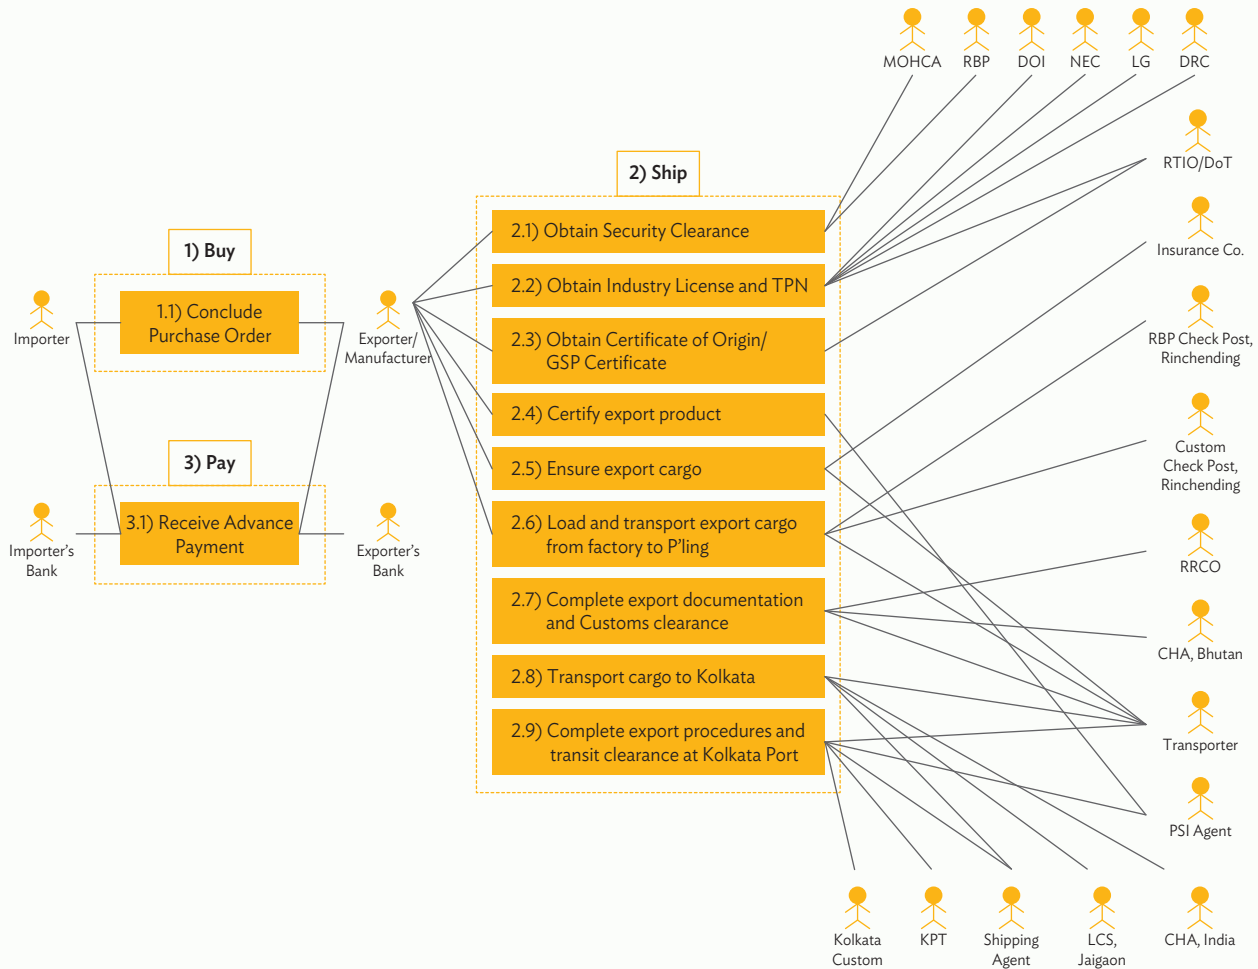 MOHCA
RBP
DOI
NEC
LG
DRC
RTIO/DoT
Insurance Co.
RBP Check Post,
Rinchending
Custom
Check Post,
Rinchending
RRCO
CHA, Bhutan
Transporter
PSI Agent
1) Buy
1.1) Conclude
Purchase Order
Importer
Exporter/
Manufacturer
3) Pay
3.1) Receive Advance
Payment
Importer's
Bank
Exporter's
Bank
2) Ship
2.1) Obtain Security Clearance
2.2) Obtain Industry License and TPN
2.3) Obtain Certificate of Origin/
GSP Certificate
2.4) Certify export product
2.5) Ensure export cargo
2.6) Load and transport export cargo
from factory to P'ling
2.7) Complete export documentation
and Customs clearance
2.8) Transport cargo to Kolkata
2.9) Complete export procedures and
transit clearance at Kolkata Port
Kolkata
Custom
KPT
Shipping
Agent
LCS,
Jaigaon
CHA, India